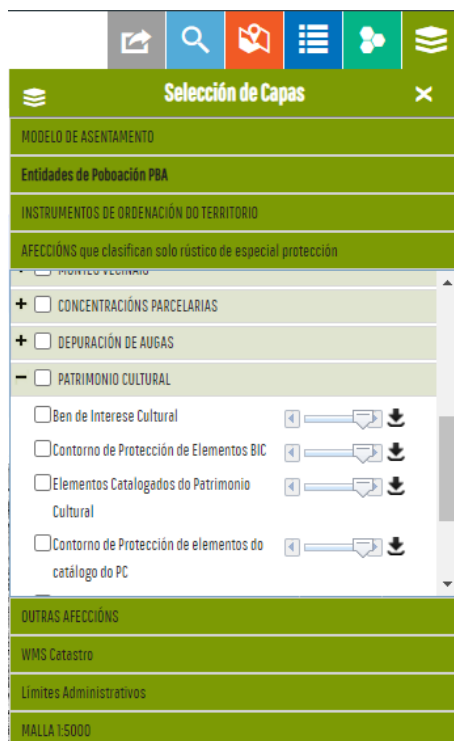 Selección de Capas
MODELO DE ASENTAMENTO
Entidades de Poboación PBA
INSTRUMENTOS DE ORDENACIÓN DO TERRITORIO
AFECCIÓNS que clasifican solo rústico de especial protección
MONTES VECINAIS
CONCENTRACIÓNS PARCELARIAS
DEPURACIÓN DE AUGAS
PATRIMONIO CULTURAL
Ben de Interese Cultural
Contorno de Protección de Elementos BIC
Elementos Catalogados do Patrimonio
Cultural
Contorno de Protección de elementos do
catálogo do PC
OUTRAS AFECCIÓNS
WMS Catastro
Límites Administrativos
MALLA 1:5000